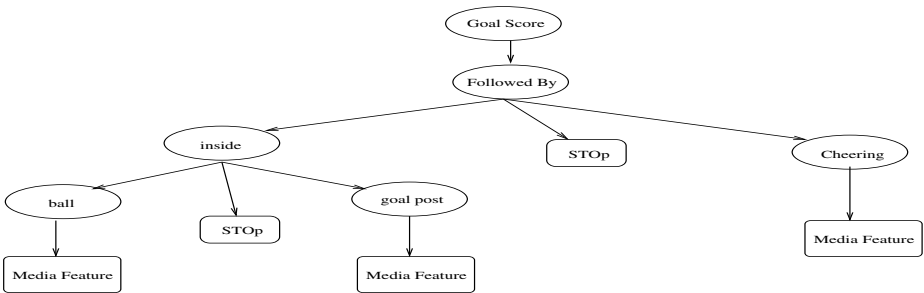 Goal Score
Followed By
inside
STOp
Cheering
ball
STOp
goal post
Media Feature
Media Feature
Media Feature